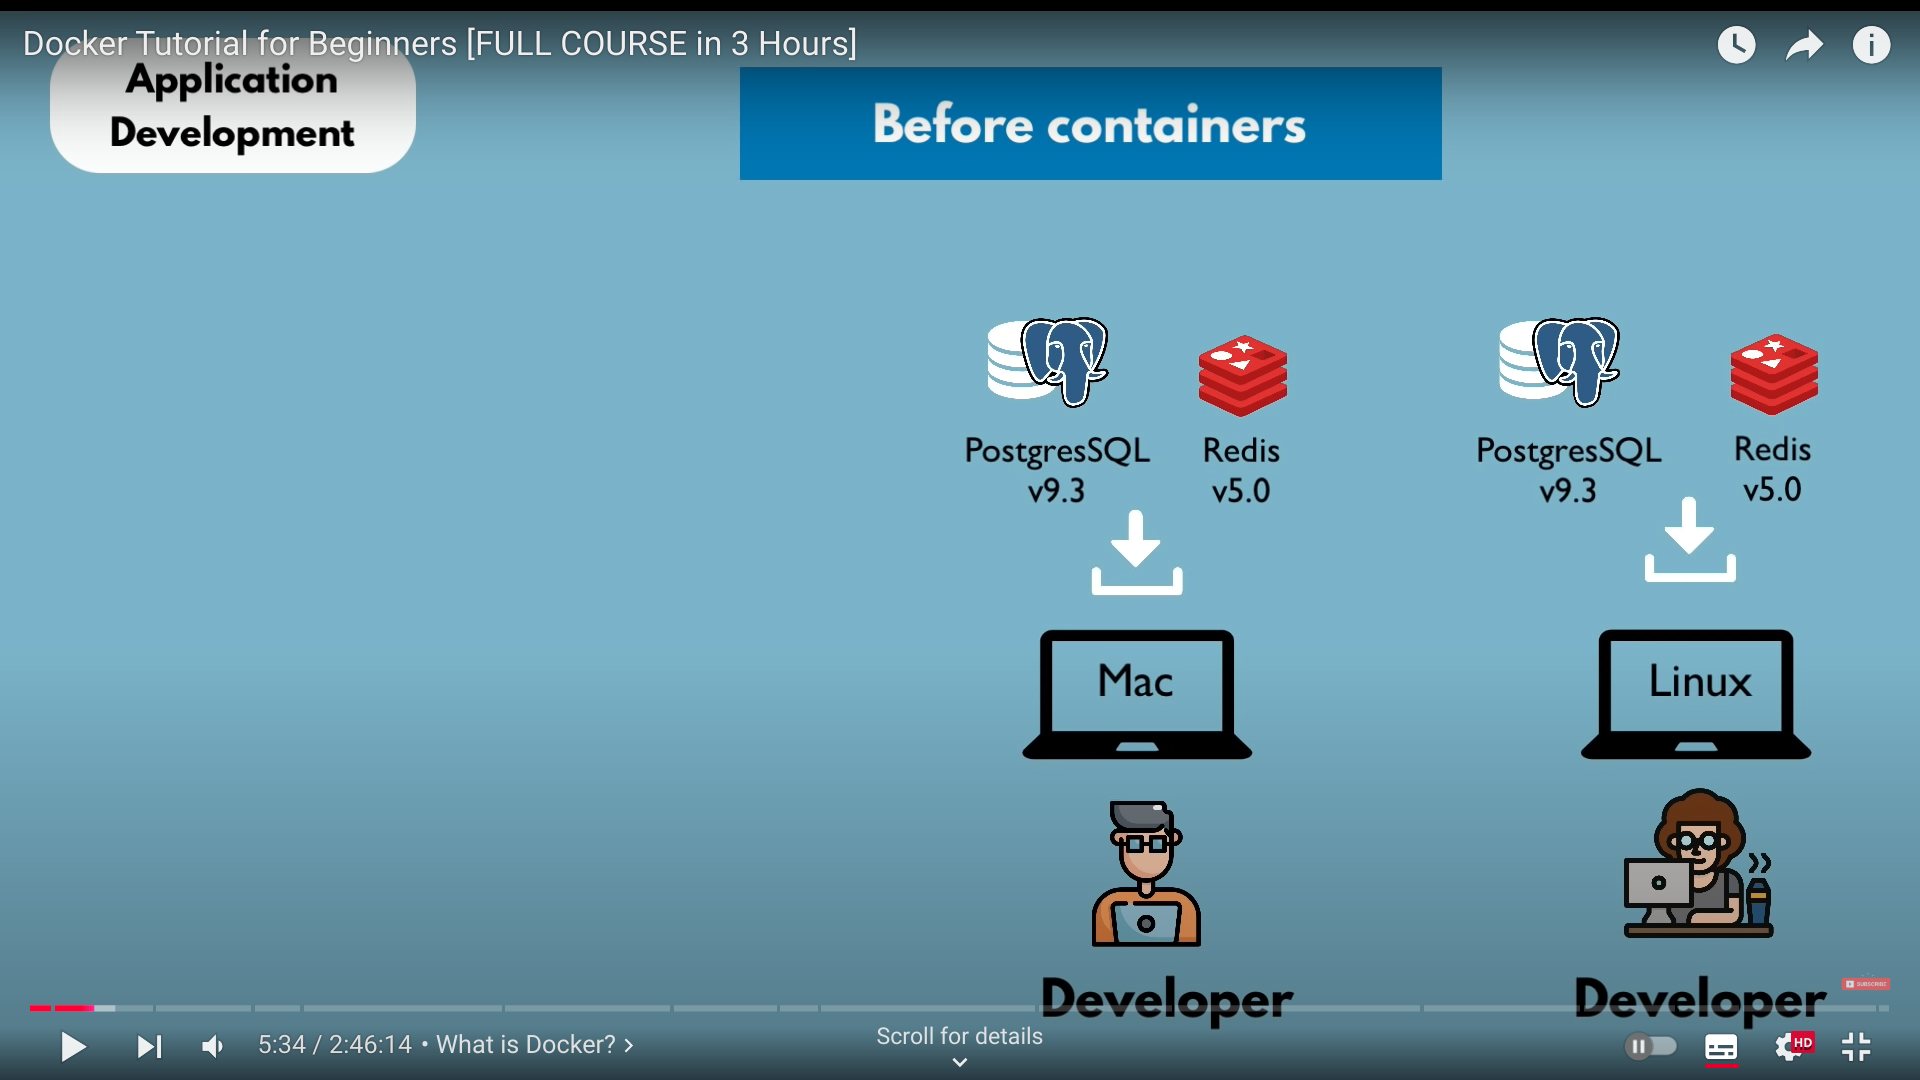 Docker Tutorial for Beginners [FULL COURSE in 3 Hours]
Application
Development
Before containers
PostgresSQL
v9.3
Redis
v5.0
PostgresSQL
v9.3
Redis
v5.0
Mac
Linux
Developer
Developer
SUBSCRIBE
5:34 / 2:46:14 • What is Docker? >
Scroll for details
HD